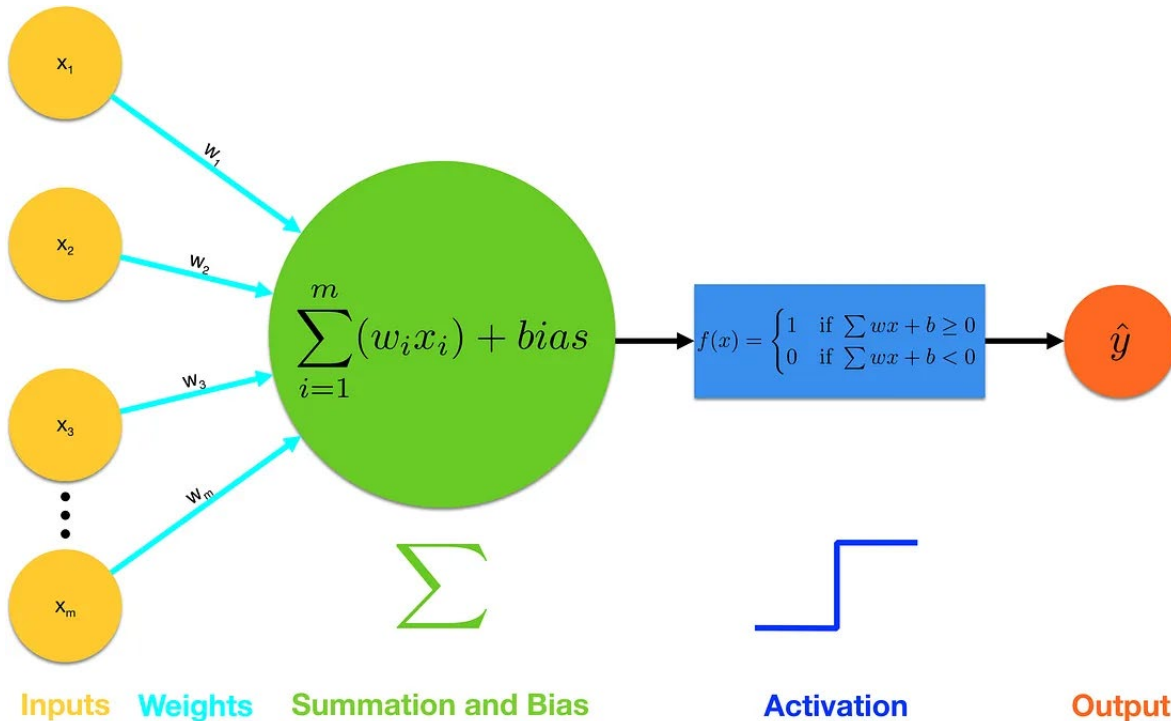 x₁
w₁
x₂
w₂
x₃
w₃
xₘ
wₘ
m
∑(wᵢxᵢ) + bias
i=1
f(x) = {1 if ∑ wx + b ≥ 0
0 if ∑ wx + b < 0
ŷ
∑
Inputs Weights Summation and Bias Activation Output